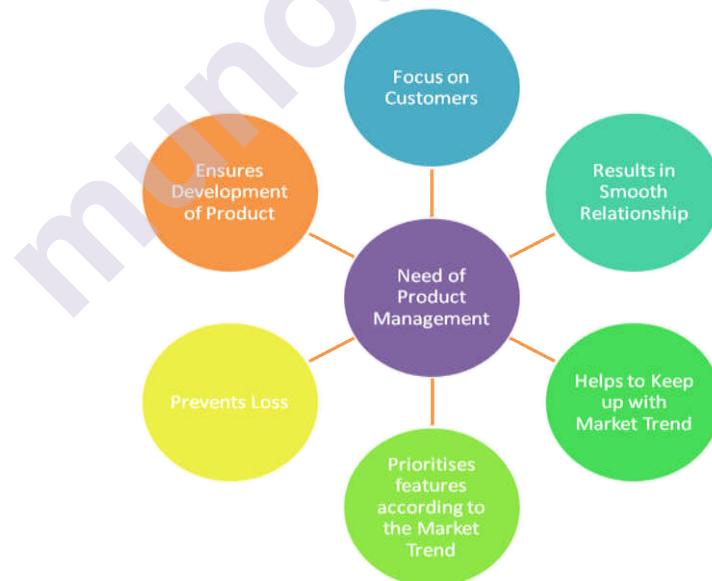 Focus on
Customers
Results in
Smooth
Relationship
Helps to Keep
up with
Market Trend
Prioritises
features
according to
the Market
Trend
Prevents Loss
Ensures
Development
of Product
Need of
Product
Management